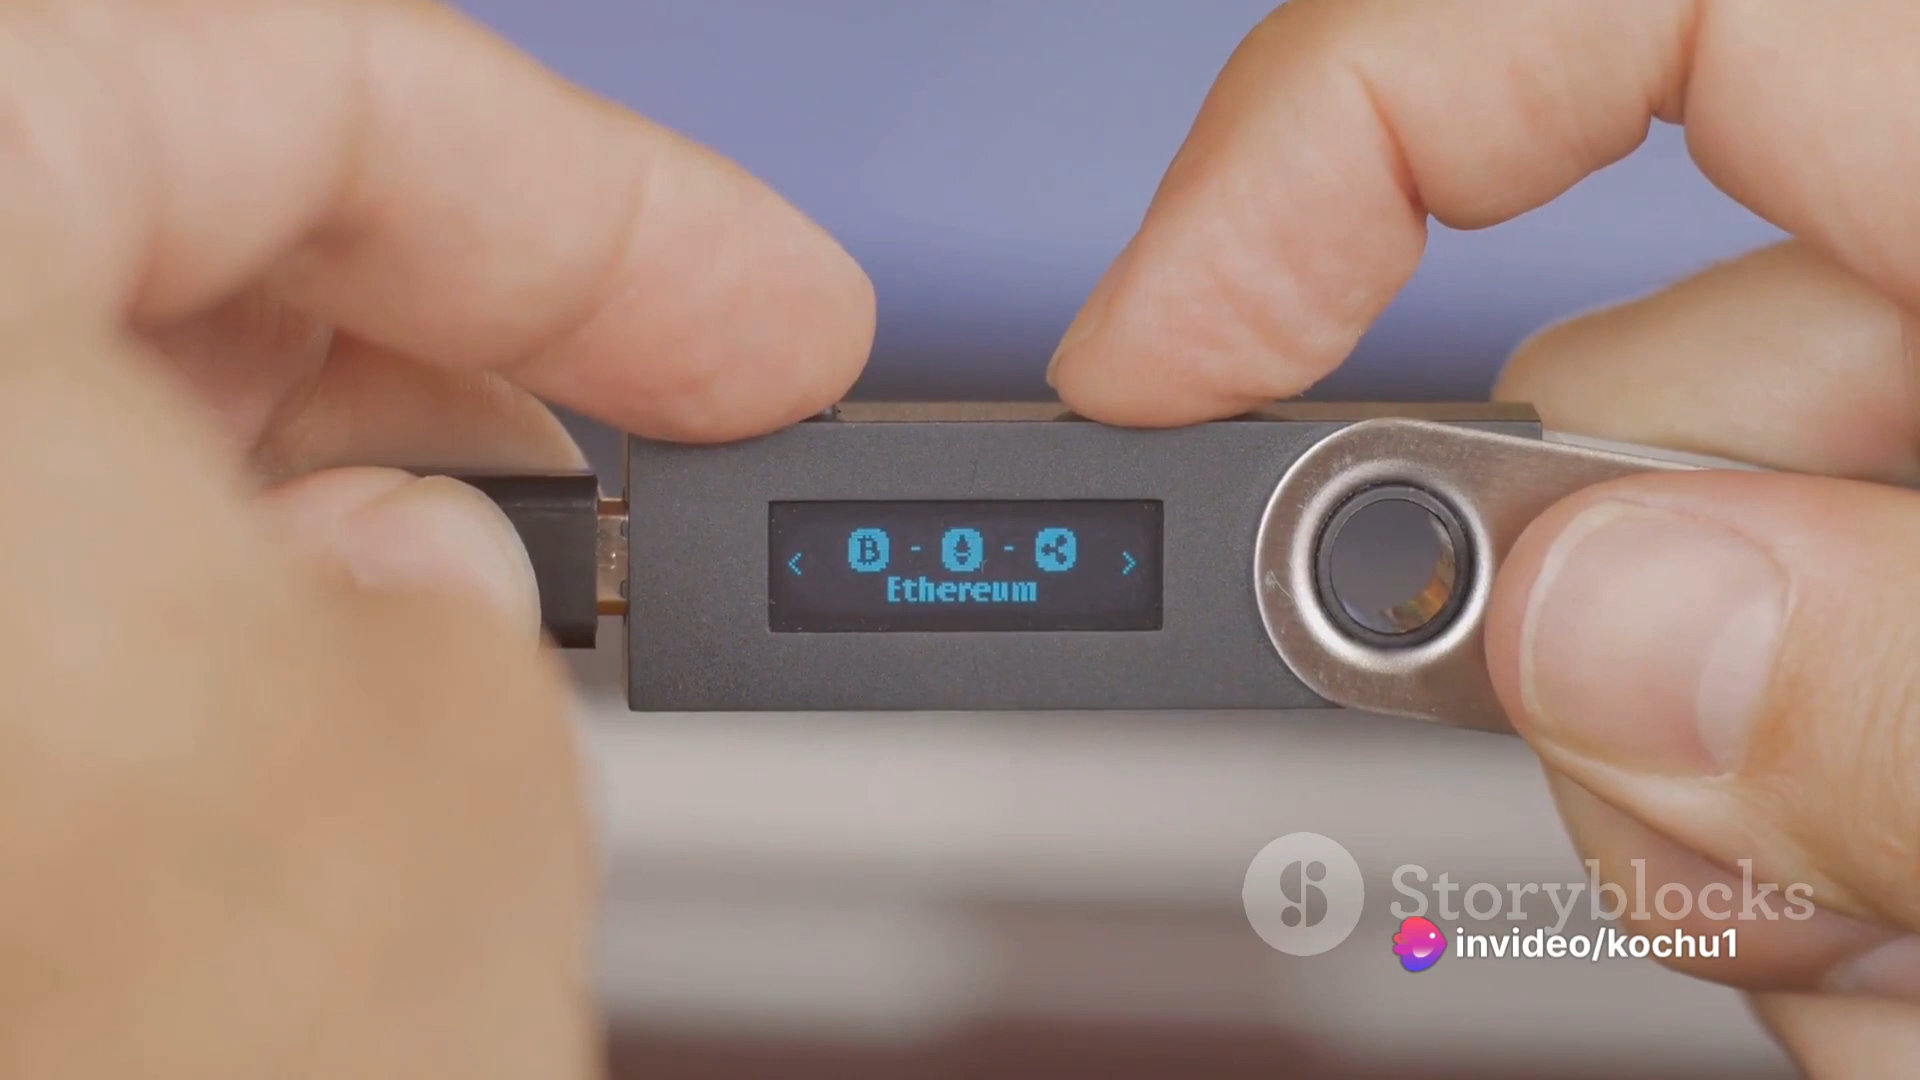 < - - >
Ethereum
Storyblocks
invideo/kochu1